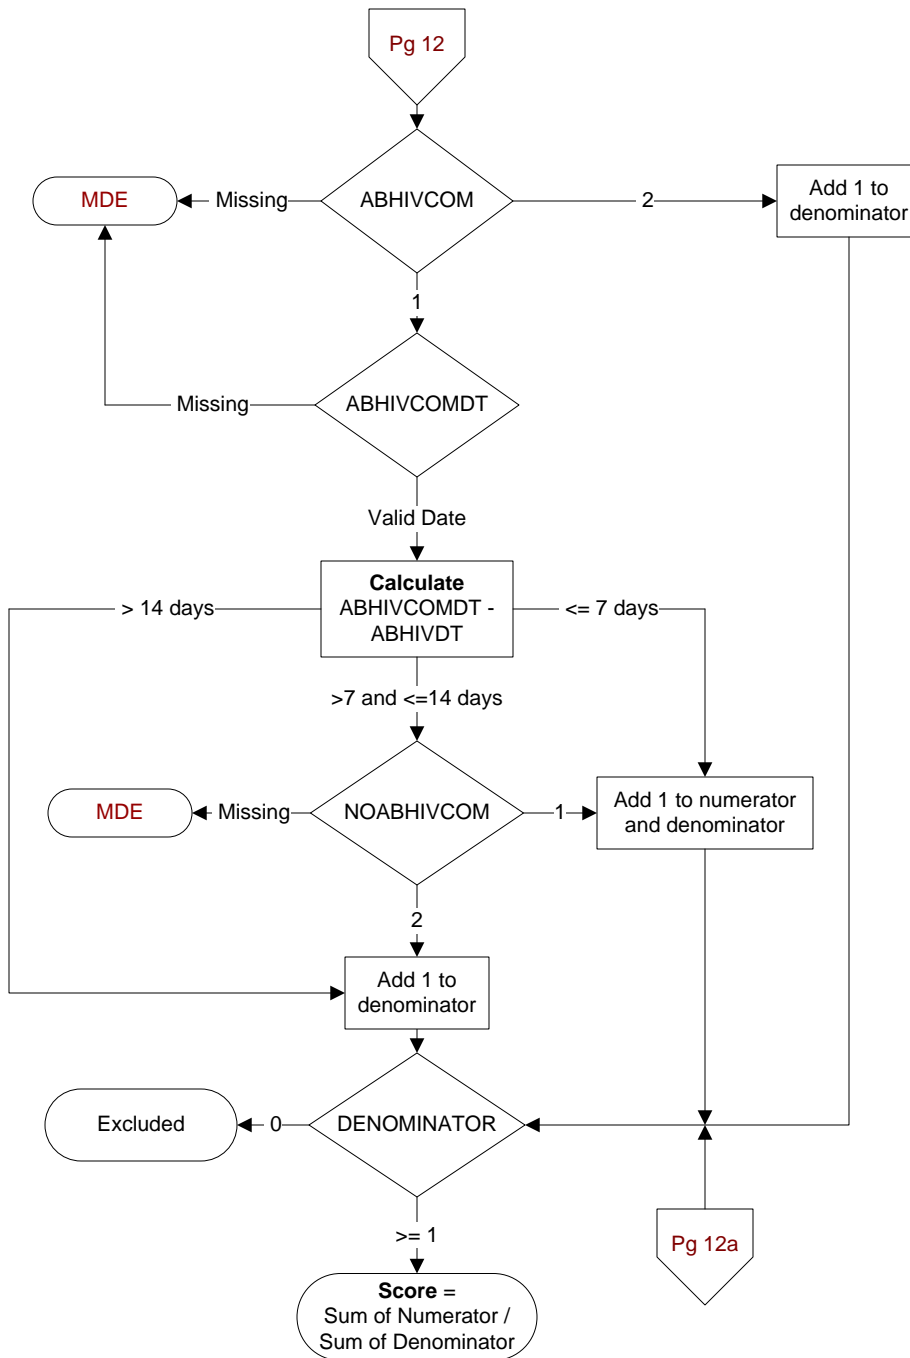 Pg 12
MDE
Missing
ABHIVCOM
2
Add 1 to
denominator
1
Missing
ABHIVCOMDT
Valid Date
> 14 days
Calculate
ABHIVCOMDT -
ABHIVDT
<= 7 days
>7 and <=14 days
MDE
Missing
NOABHIVCOM
1
Add 1 to numerator
and denominator
2
Add 1 to
denominator
Excluded
0
DENOMINATOR
>= 1
Pg 12a
Score =
Sum of Numerator /
Sum of Denominator